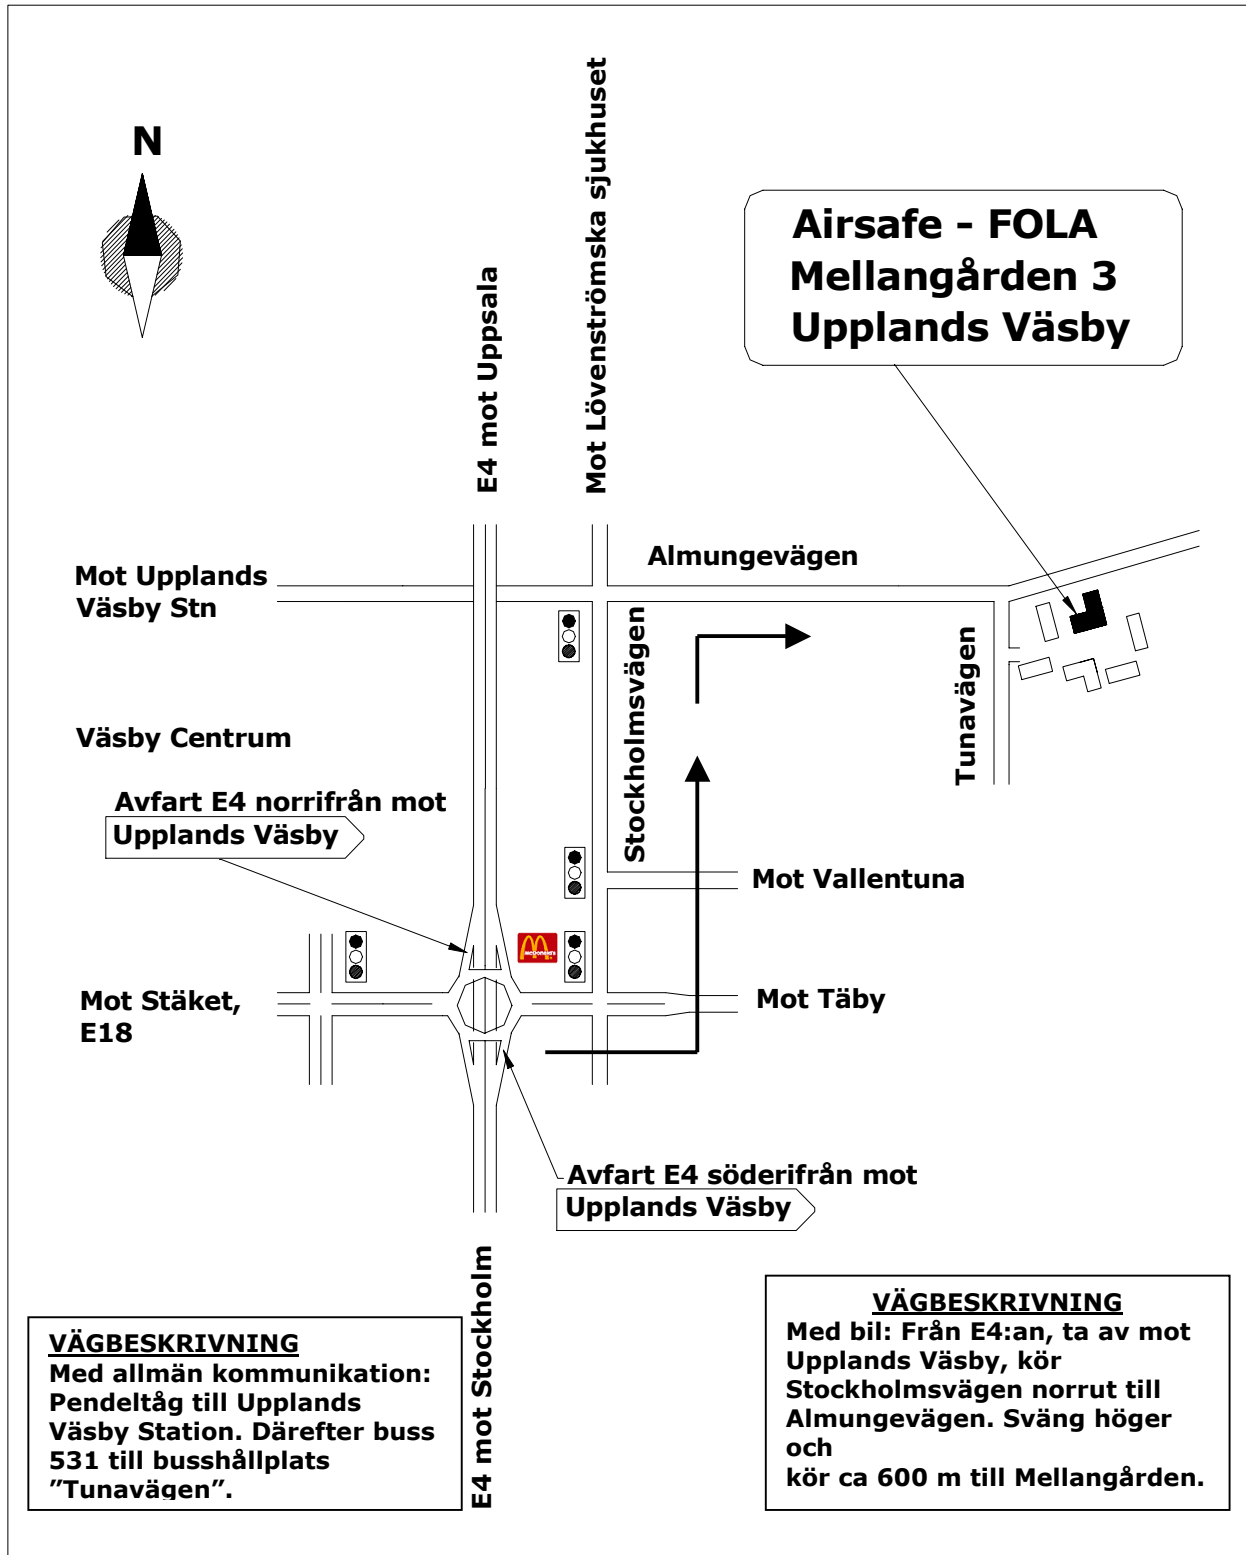 N
Mot Lövenströmska sjukhuset
E4 mot Uppsala
Airsafe - FOLA
Mellangården 3
Upplands Väsby
Almungevägen
Mot Upplands
Väsby Stn
Stockholmsvägen
Tunavägen
Väsby Centrum
Avfart E4 norrifrån mot
Upplands Väsby
Mot Vallentuna
McDonald's
Mot Stäket,
E18
Mot Täby
Avfart E4 söderifrån mot
Upplands Väsby
E4 mot Stockholm
VÄGBESKRIVNING
Med allmän kommunikation:
Pendeltåg till Upplands
Väsby Station. Därefter buss
531 till busshållplats
”Tunavägen”.
VÄGBESKRIVNING
Med bil: Från E4:an, ta av mot
Upplands Väsby, kör
Stockholmsvägen norrut till
Almungevägen. Sväng höger
och
kör ca 600 m till Mellangården.